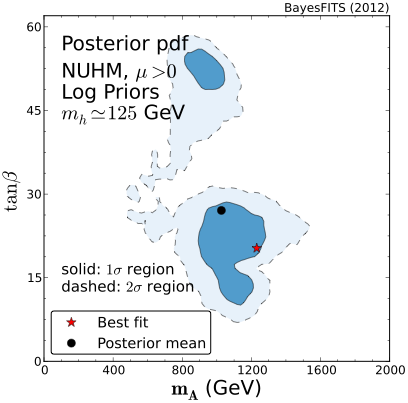 BayesFITS (2012)
Posterior pdf
NUHM, μ>0
Log Priors
m_h≃125 GeV
60
45
30
15
0
tanβ
solid: 1σ region
dashed: 2σ region
Best fit
Posterior mean
0 400 800 1200 1600 2000
m_A (GeV)